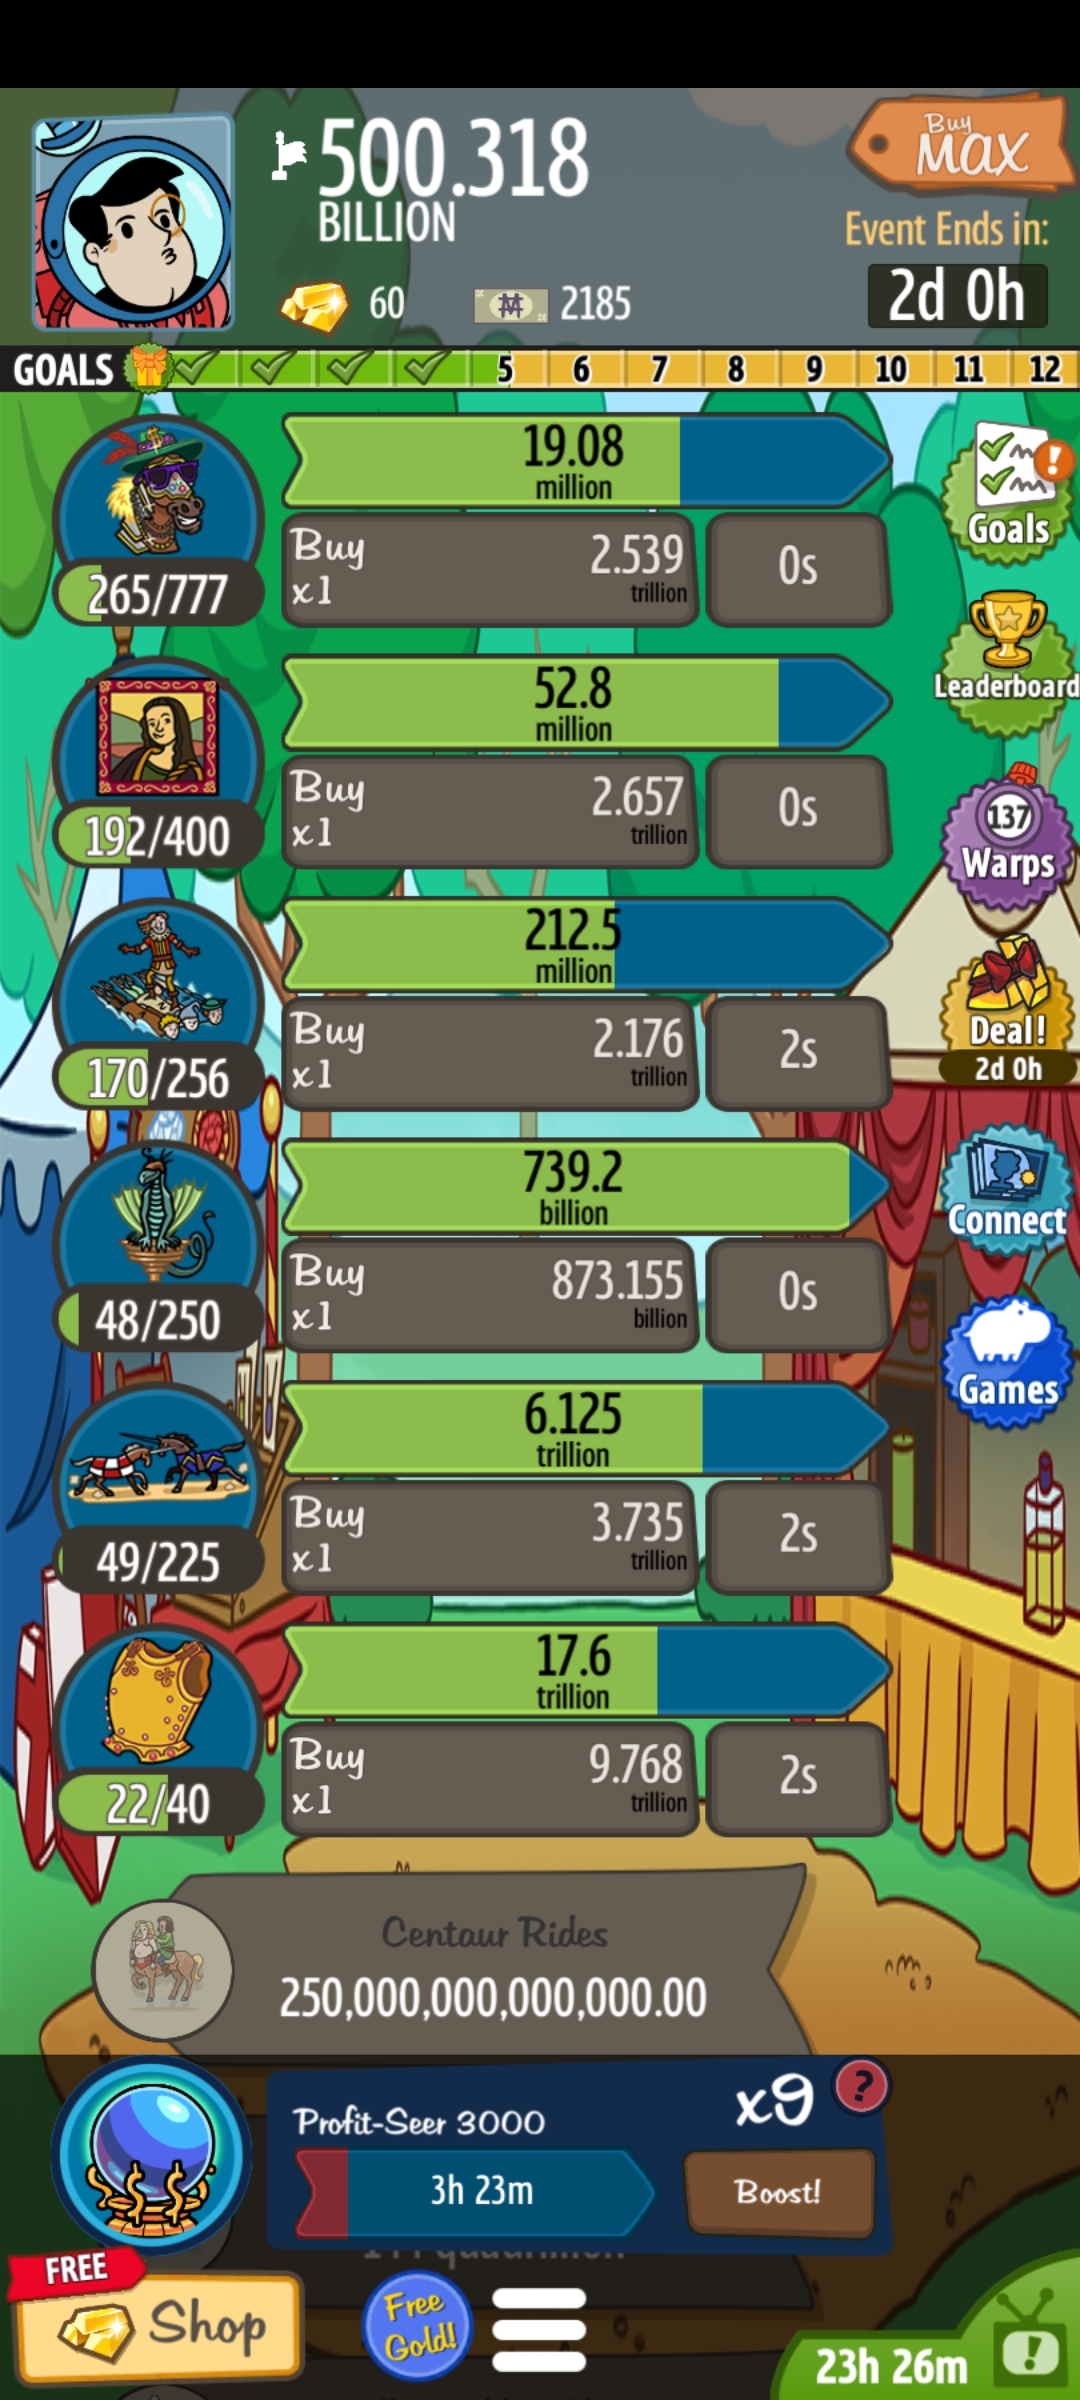 500.318
BILLION
Buy
MAX
Event Ends in:
2d 0h
60
2185
GOALS
5
6
7
8
9
10
11
12
19.08
million
Buy
x1
2.539
trillion
0s
265/777
Goals
52.8
million
Leaderboard
Buy
x1
2.657
trillion
0s
192/400
137
Warps
212.5
million
Buy
x1
2.176
trillion
2s
170/256
Deal!
2d 0h
739.2
billion
Buy
x1
873.155
billion
0s
48/250
Connect
6.125
trillion
Games
Buy
x1
3.735
trillion
2s
49/225
17.6
trillion
Buy
x1
9.768
trillion
2s
22/40
Centaur Rides
250,000,000,000,000.00
Profit-Seer 3000
x9
?
3h 23m
Boost!
FREE
Shop
Free
Gold!
23h 26m